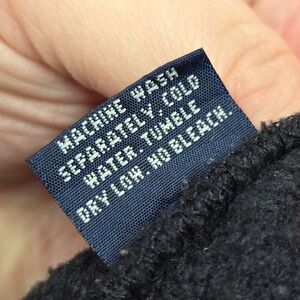 MACHINE WASH
SEPARATELY, COLD
WATER. TUMBLE
DRY LOW. NO BLEACH.